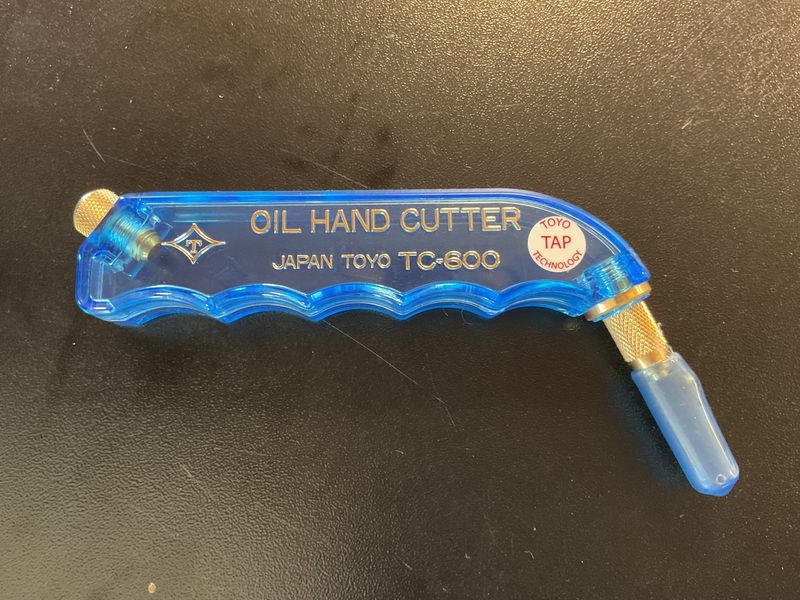 OIL HAND CUTTER
T
JAPAN TOYO TC-600
TOYO
TAP
TECHNOLOGY